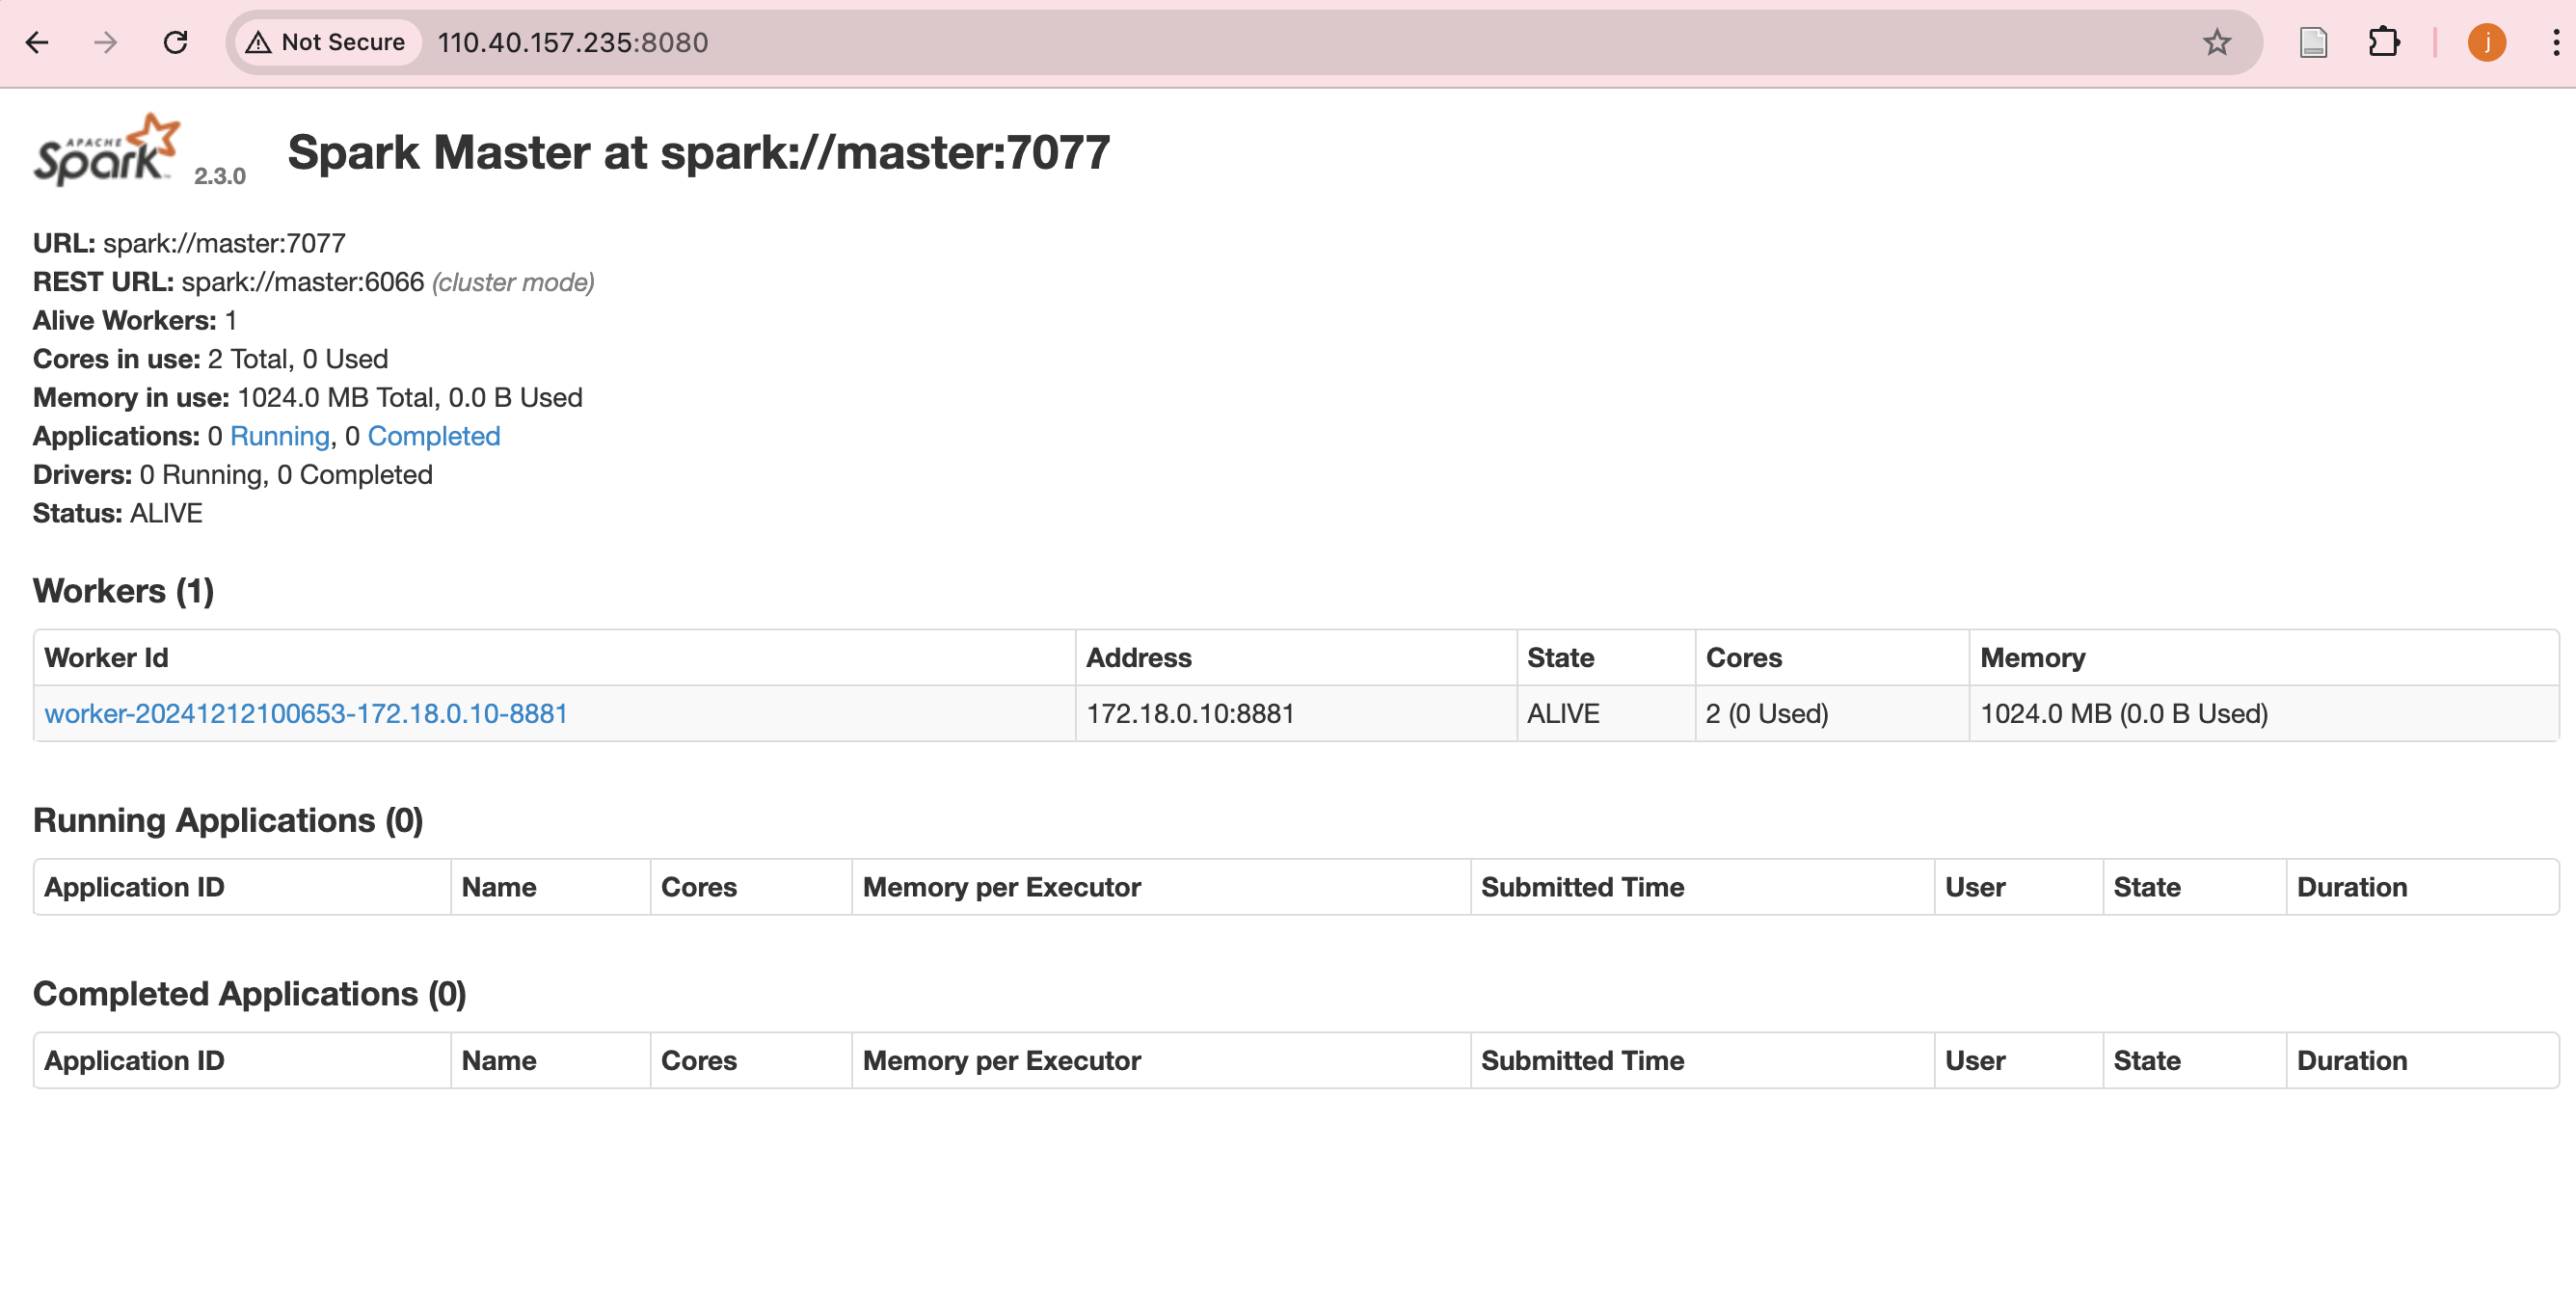 Not Secure 110.40.157.235:8080 j
APACHE
Spark™ 2.3.0 Spark Master at spark://master:7077
URL: spark://master:7077
REST URL: spark://master:6066 (cluster mode)
Alive Workers: 1
Cores in use: 2 Total, 0 Used
Memory in use: 1024.0 MB Total, 0.0 B Used
Applications: 0 Running, 0 Completed
Drivers: 0 Running, 0 Completed
Status: ALIVE
Workers (1)
Worker Id Address State Cores Memory
worker-20241212100653-172.18.0.10-8881 172.18.0.10:8881 ALIVE 2 (0 Used) 1024.0 MB (0.0 B Used)
Running Applications (0)
Application ID Name Cores Memory per Executor Submitted Time User State Duration
Completed Applications (0)
Application ID Name Cores Memory per Executor Submitted Time User State Duration